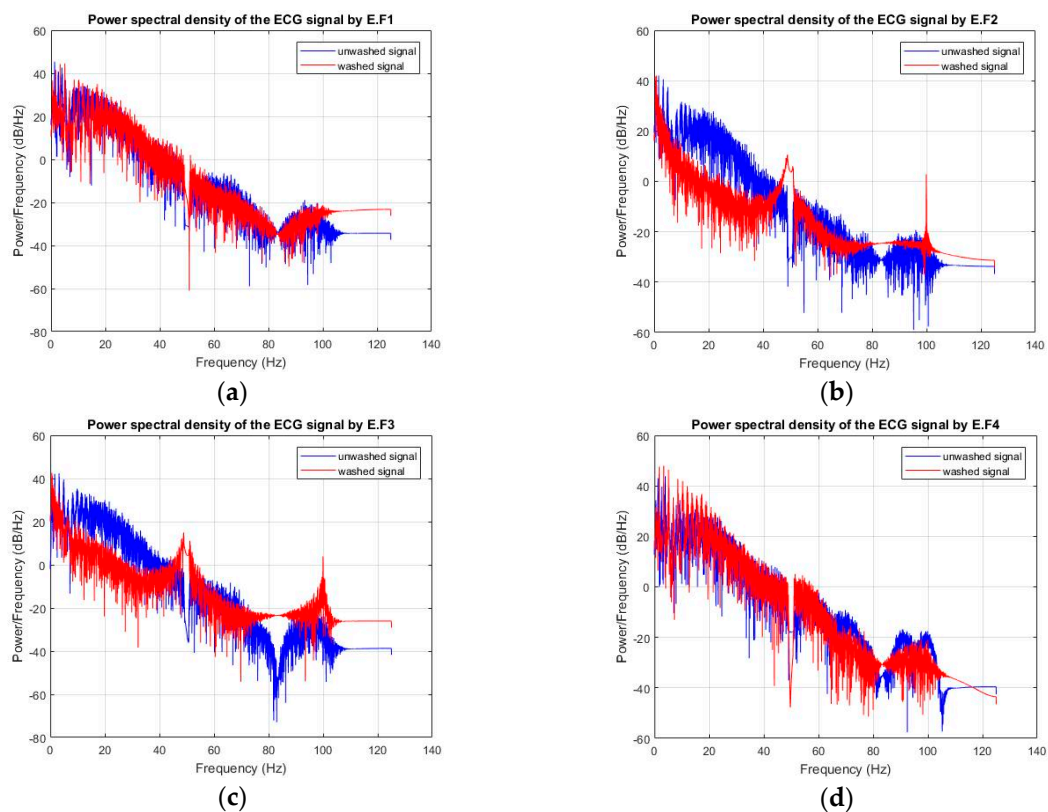 Power spectral density of the ECG signal by E.F1
unwashed signal
washed signal
Power/Frequency (dB/Hz)
60
40
20
0
-20
-40
-60
-80
0 20 40 60 80 100 120 140
Frequency (Hz)
(a)
Power spectral density of the ECG signal by E.F2
unwashed signal
washed signal
Power/Frequency (dB/Hz)
60
40
20
0
-20
-40
-60
0 20 40 60 80 100 120 140
Frequency (Hz)
(b)
Power spectral density of the ECG signal by E.F3
unwashed signal
washed signal
Power/Frequency (dB/Hz)
60
40
20
0
-20
-40
-60
-80
0 20 40 60 80 100 120 140
Frequency (Hz)
(c)
Power spectral density of the ECG signal by E.F4
unwashed signal
washed signal
Power/Frequency (dB/Hz)
60
40
20
0
-20
-40
-60
0 20 40 60 80 100 120 140
Frequency (Hz)
(d)